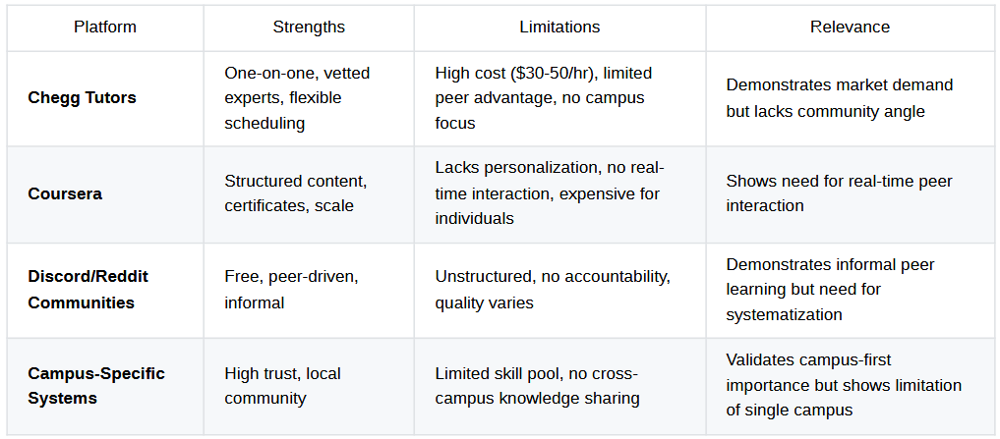 Platform Strengths Limitations Relevance
Chegg Tutors
One-on-one, vetted
experts, flexible
scheduling
High cost ($30-50/hr), limited
peer advantage, no campus
focus
Demonstrates market demand
but lacks community angle
Coursera
Structured content,
certificates, scale
Lacks personalization, no real-
time interaction, expensive for
individuals
Shows need for real-time peer
interaction
Discord/Reddit
Communities
Free, peer-driven,
informal
Unstructured, no accountability,
quality varies
Demonstrates informal peer
learning but need for
systematization
Campus-Specific
Systems
High trust, local
community
Limited skill pool, no cross-
campus knowledge sharing
Validates campus-first
importance but shows limitation
of single campus